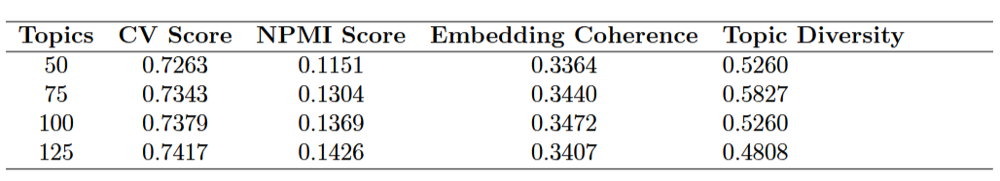 Topics CV Score NPMI Score Embedding Coherence Topic Diversity
50 0.7263 0.1151 0.3364 0.5260
75 0.7343 0.1304 0.3440 0.5827
100 0.7379 0.1369 0.3472 0.5260
125 0.7417 0.1426 0.3407 0.4808